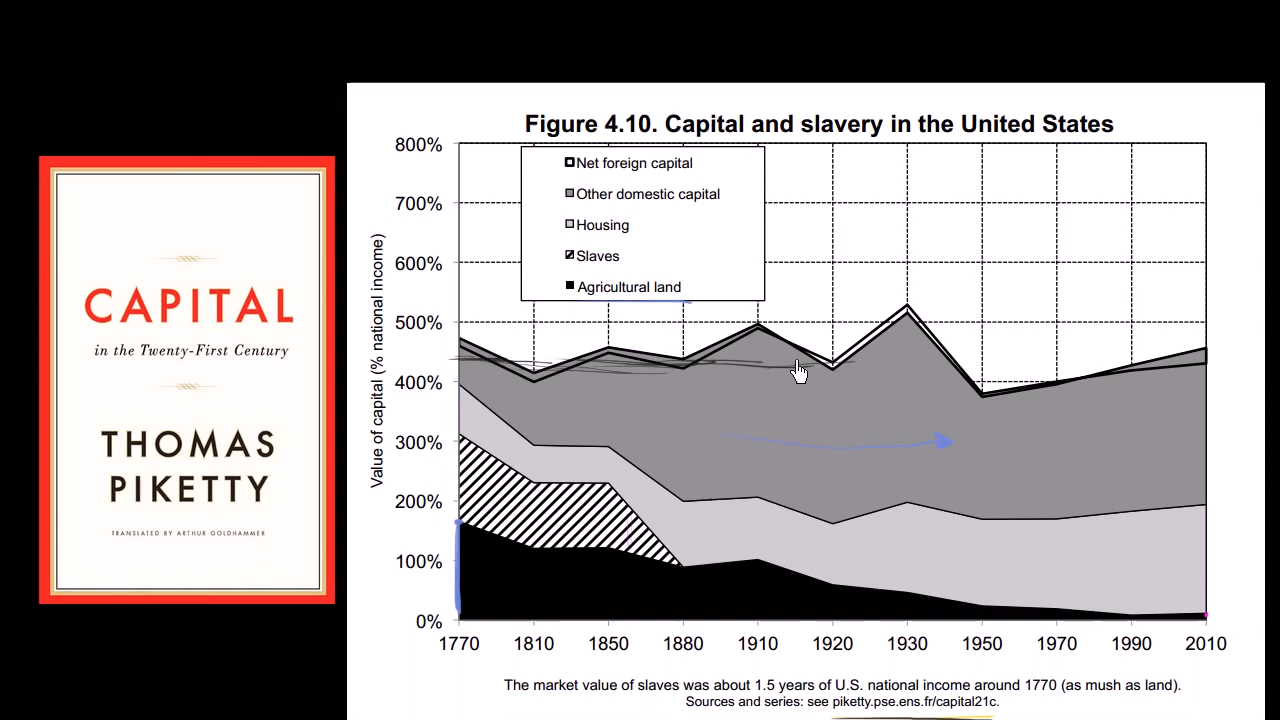 CAPITAL
in the Twenty-First Century
THOMAS
PIKETTY
TRANSLATED BY ARTHUR GOLDHAMMER
Figure 4.10. Capital and slavery in the United States
Value of capital (% national income)
800%
700%
600%
500%
400%
300%
200%
100%
0%
Net foreign capital
Other domestic capital
Housing
Slaves
Agricultural land
1770 1810 1850 1880 1910 1920 1930 1950 1970 1990 2010
The market value of slaves was about 1.5 years of U.S. national income around 1770 (as mush as land).
Sources and series: see piketty.pse.ens.fr/capital21c.